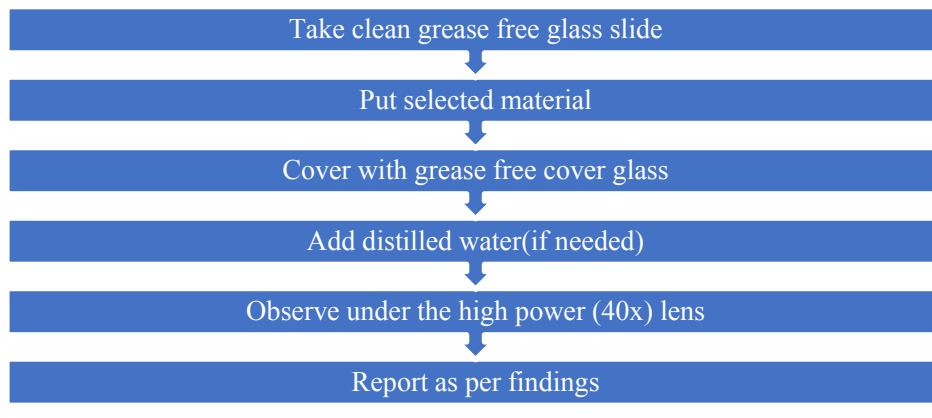 Take clean grease free glass slide
Put selected material
Cover with grease free cover glass
Add distilled water(if needed)
Observe under the high power (40x) lens
Report as per findings